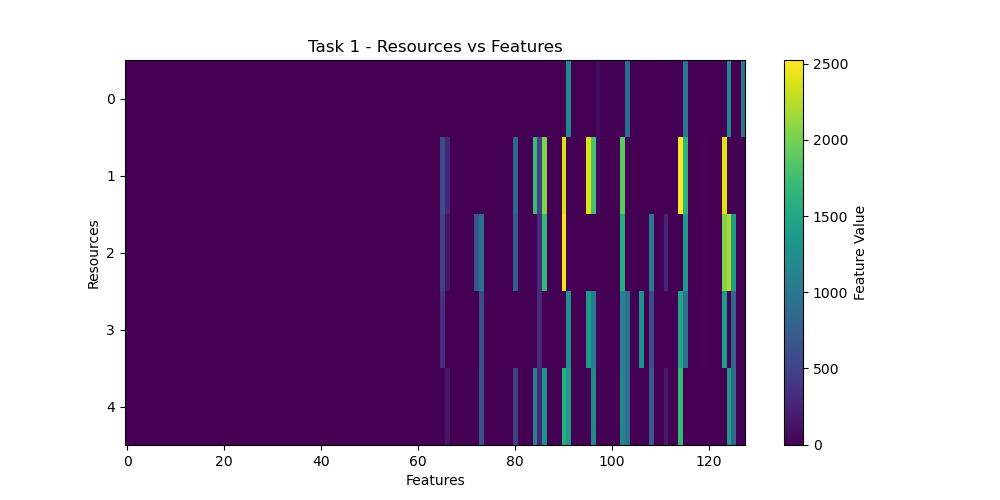 Task 1 - Resources vs Features
Resources
0
1
2
3
4
0 20 40 60 80 100 120
Features
2500
2000
1500
1000
500
0
Feature Value